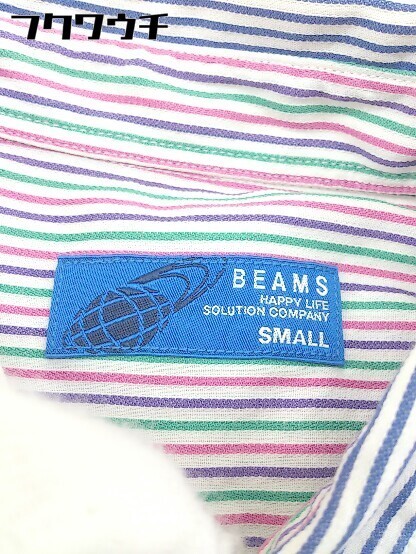 フクワウチ
BEAMS
HAPPY LIFE
SOLUTION COMPANY
SMALL